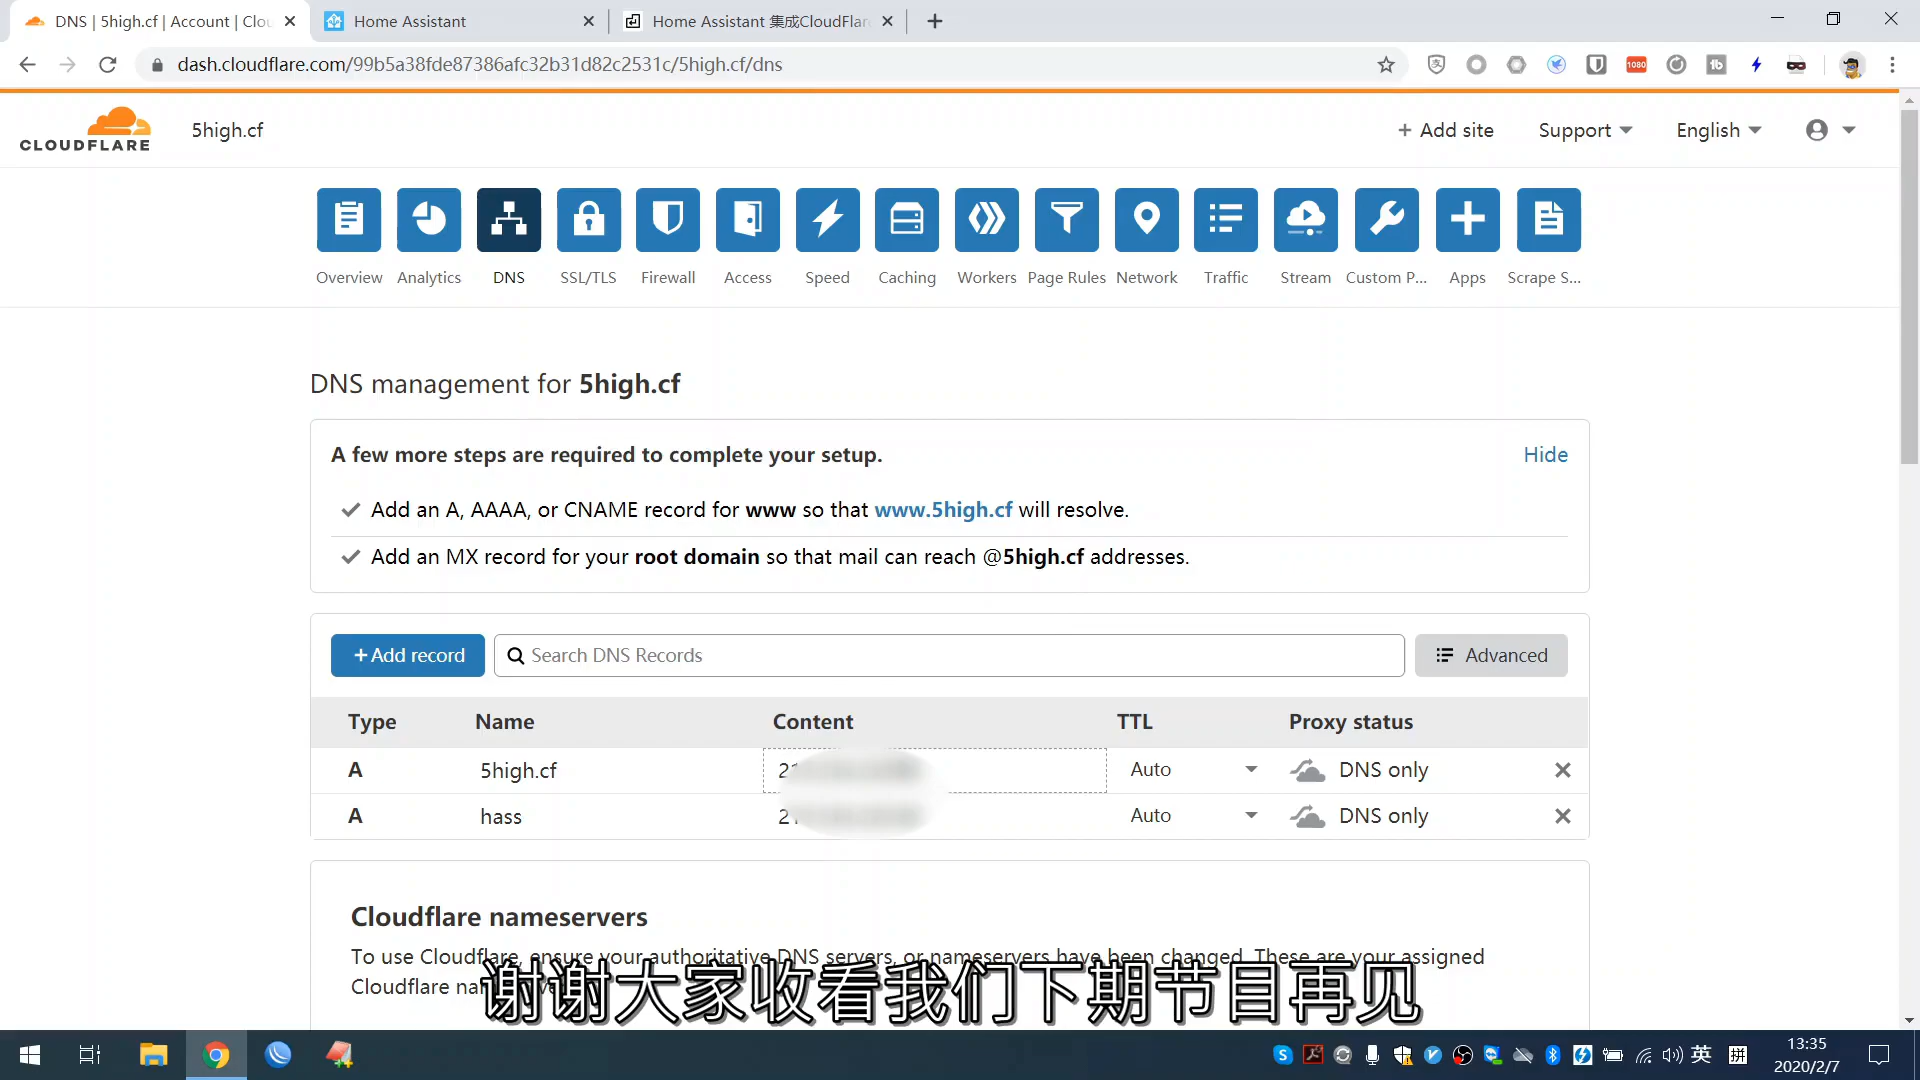 DNS | 5high.cf | Account | Clou
Home Assistant
Home Assistant 集成CloudFlare
dash.cloudflare.com/99b5a38fde87386afc32b31d82c2531c/5high.cf/dns
1080
CLOUDFLARE
5high.cf
+ Add site
Support
English
Overview
Analytics
DNS
SSL/TLS
Firewall
Access
Speed
Caching
Workers
Page Rules
Network
Traffic
Stream
Custom P...
Apps
Scrape S...
DNS management for 5high.cf
A few more steps are required to complete your setup.
Hide
Add an A, AAAA, or CNAME record for www so that www.5high.cf will resolve.
Add an MX record for your root domain so that mail can reach @5high.cf addresses.
+ Add record
Search DNS Records
Advanced
Type Name Content TTL Proxy status
A 5high.cf Auto DNS only
A hass Auto DNS only
Cloudflare nameservers
To use Cloudflare, ensure your authoritative DNS servers, or nameservers have been changed. These are your assigned
Cloudflare
谢谢大家收看我们下期节目再见
英
拼
13:35
2020/2/7